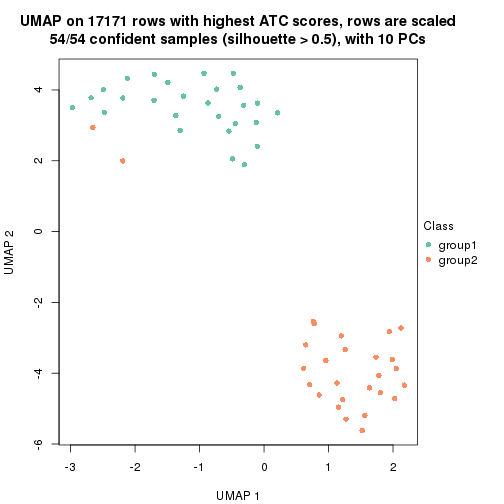 UMAP on 17171 rows with highest ATC scores, rows are scaled
54/54 confident samples (silhouette > 0.5), with 10 PCs
4
2
0
-2
-4
-6
UMAP 2
-3
-2
-1
0
1
2
UMAP 1
Class
group1
group2